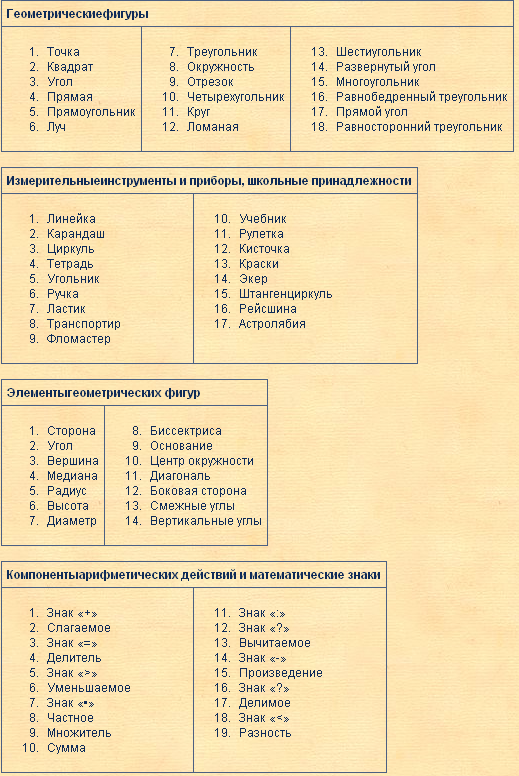 Геометрическиефигуры
1. Точка
2. Квадрат
3. Угол
4. Прямая
5. Прямоугольник
6. Луч
7. Треугольник
8. Окружность
9. Отрезок
10. Четырехугольник
11. Круг
12. Ломаная
13. Шестиугольник
14. Развернутый угол
15. Многоугольник
16. Равнобедренный треугольник
17. Прямой угол
18. Равносторонний треугольник
Измерительныеинструменты и приборы, школьные принадлежности
1. Линейка
2. Карандаш
3. Циркуль
4. Тетрадь
5. Угольник
6. Ручка
7. Ластик
8. Транспортир
9. Фломастер
10. Учебник
11. Рулетка
12. Кисточка
13. Краски
14. Экер
15. Штангенциркуль
16. Рейсшина
17. Астролябия
Элементыгеометрических фигур
1. Сторона
2. Угол
3. Вершина
4. Медиана
5. Радиус
6. Высота
7. Диаметр
8. Биссектриса
9. Основание
10. Центр окружности
11. Диагональ
12. Боковая сторона
13. Смежные углы
14. Вертикальные углы
Компонентыарифметических действий и математические знаки
1. Знак «+»
2. Слагаемое
3. Знак «=»
4. Делитель
5. Знак «>»
6. Уменьшаемое
7. Знак «•»
8. Частное
9. Множитель
10. Сумма
11. Знак «:»
12. Знак «?»
13. Вычитаемое
14. Знак «-»
15. Произведение
16. Знак «?»
17. Делимое
18. Знак «<»
19. Разность